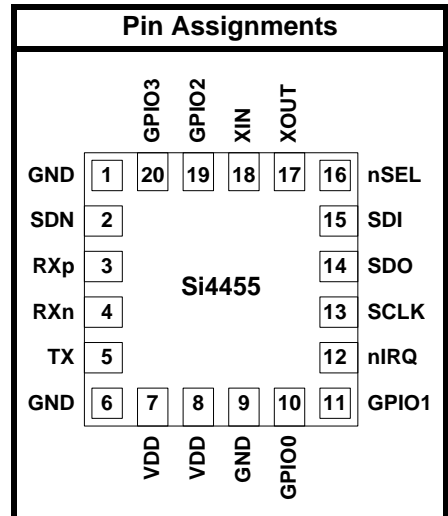 Pin Assignments
GPIO3 GPIO2 XIN XOUT
GND 1 20 19 18 17 16 nSEL
SDN 2 15 SDI
RXp 3 14 SDO
Si4455
RXn 4 13 SCLK
TX 5 12 nIRQ
GND 6 7 8 9 10 11 GPIO1
VDD VDD GND GPIO0